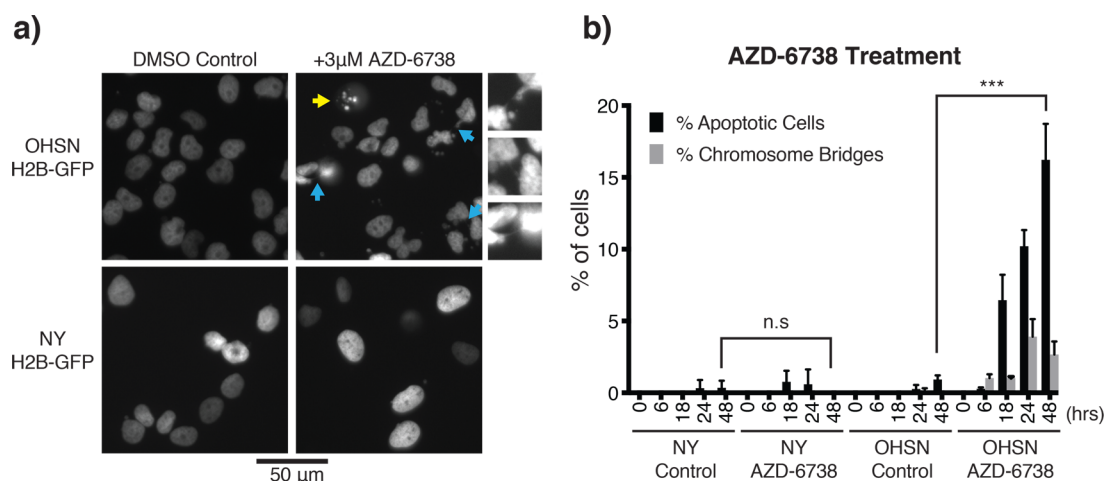 a)
DMSO Control
+3μM AZD-6738
OHSN
H2B-GFP
NY
H2B-GFP
50 μm
b)
AZD-6738 Treatment
***
% Apoptotic Cells
% Chromosome Bridges
% of cells
20
15
10
5
0
n.s
0 6 18 24 48 0 6 18 24 48 0 6 18 24 48 0 6 18 24 48 (hrs)
NY
Control
NY
AZD-6738
OHSN
Control
OHSN
AZD-6738